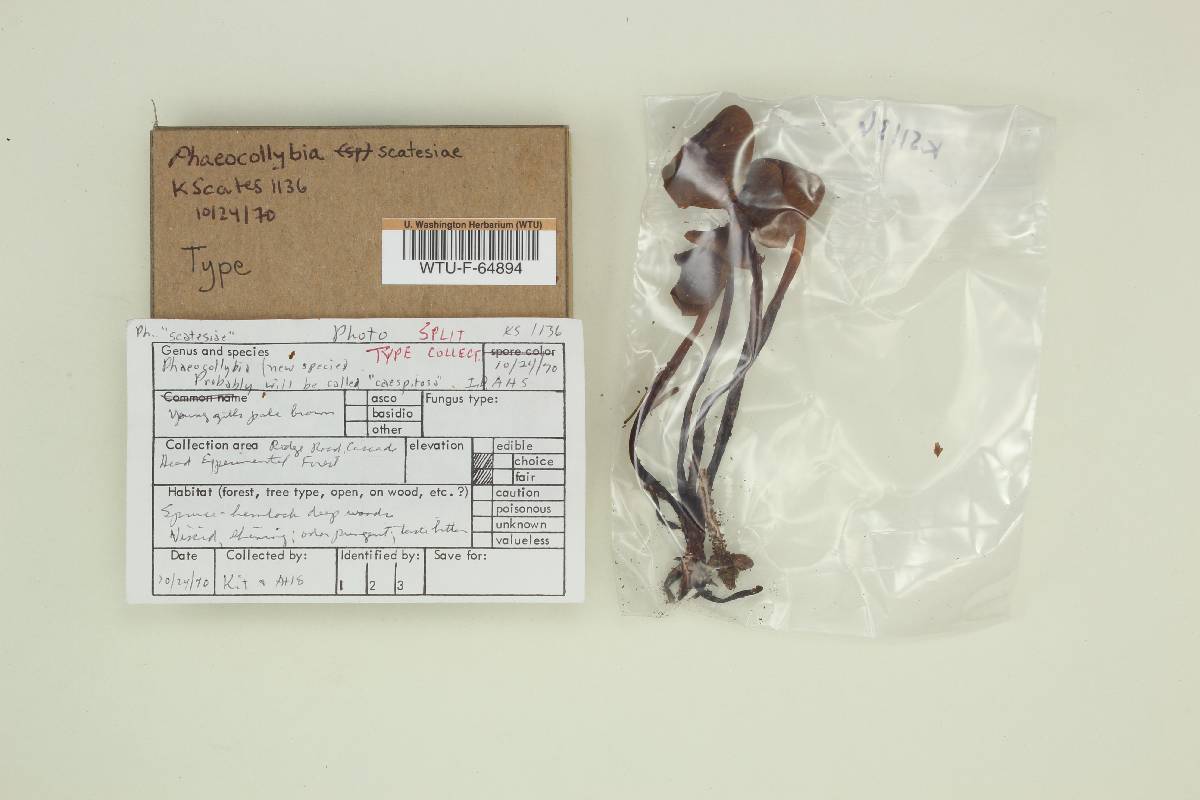 Phaeocollybia (sp) scatesiae
KScates 1136
10/24/70
Type
U. Washington Herbarium (WTU)
WTU-F-64894
KS1136
Ph. "scatesiae" Photo SPLIT KS 1136
Genus and species TYPE COLLECT. spore color
Phaeocollybia (new species) 10/24/70
Probably will be called "caespitosa". ID AHS
Common name asco Fungus type:
Young gills pale brown basidio
other
Collection area Ridge Road, Cascade elevation edible
Head Experimental Forest choice
fair
Habitat (forest, tree type, open, on wood, etc.?) caution
Spruce-hemlock deep woods poisonous
Viscid, shining; odor pungent, taste bitter unknown
valueless
Date Collected by: Identified by: Save for:
10/24/70 Kit & AHS 1 2 3